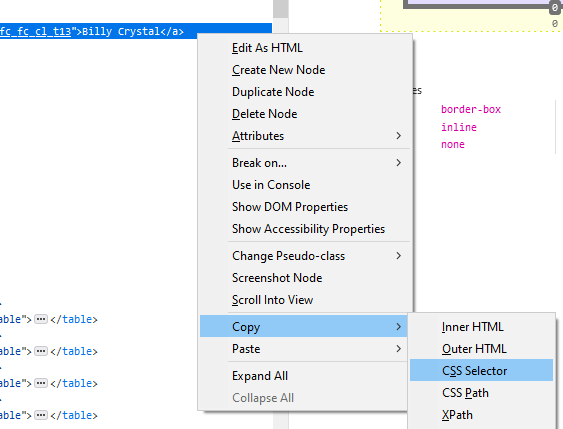 fc_fc_cl_t13">Billy Crystal</a>
0
0
Edit As HTML
Create New Node
Duplicate Node
Delete Node
Attributes
Break on...
Use in Console
Show DOM Properties
Show Accessibility Properties
Change Pseudo-class
Screenshot Node
Scroll Into View
Copy
Paste
Expand All
Collapse All
es
border-box
inline
none
able"> ••• </table>
able"> ••• </table>
able"> ••• </table>
able"> ••• </table>
Inner HTML
Outer HTML
CSS Selector
CSS Path
XPath